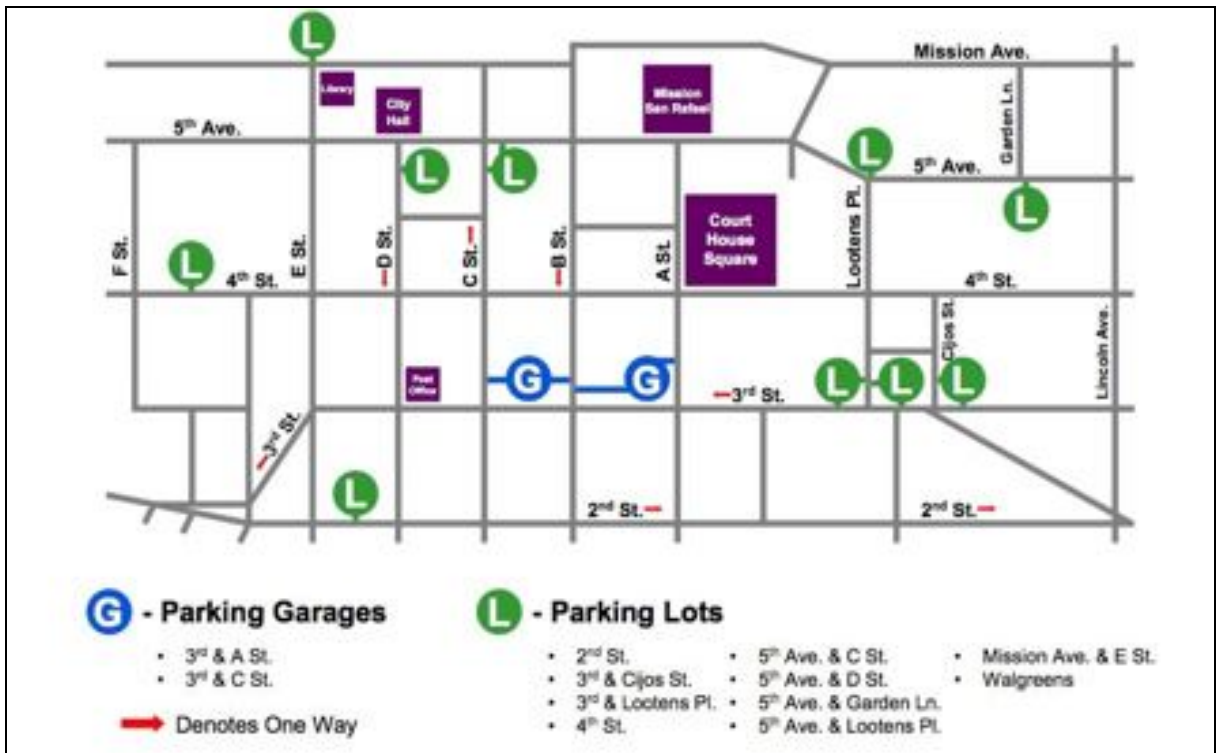 L
Mission Ave.
Library
City
Hall
Mission
San Rafael
Garden Ln.
5th Ave.
L
L
L
5th Ave.
L
F St.
L
4th St.
E St.
D St.
C St.
B St.
A St.
Court
House
Square
Lootens Pl.
4th St.
Cijos St.
Lincoln Ave.
Post
Office
G
G
L
L
L
3rd St.
3rd St.
L
2nd St.
2nd St.
G - Parking Garages
• 3rd & A St.
• 3rd & C St.
Denotes One Way
L - Parking Lots
• 2nd St.
• 3rd & Cijos St.
• 3rd & Lootens Pl.
• 4th St.
• 5th Ave. & C St.
• 5th Ave. & D St.
• 5th Ave. & Garden Ln.
• 5th Ave. & Lootens Pl.
• Mission Ave. & E St.
• Walgreens